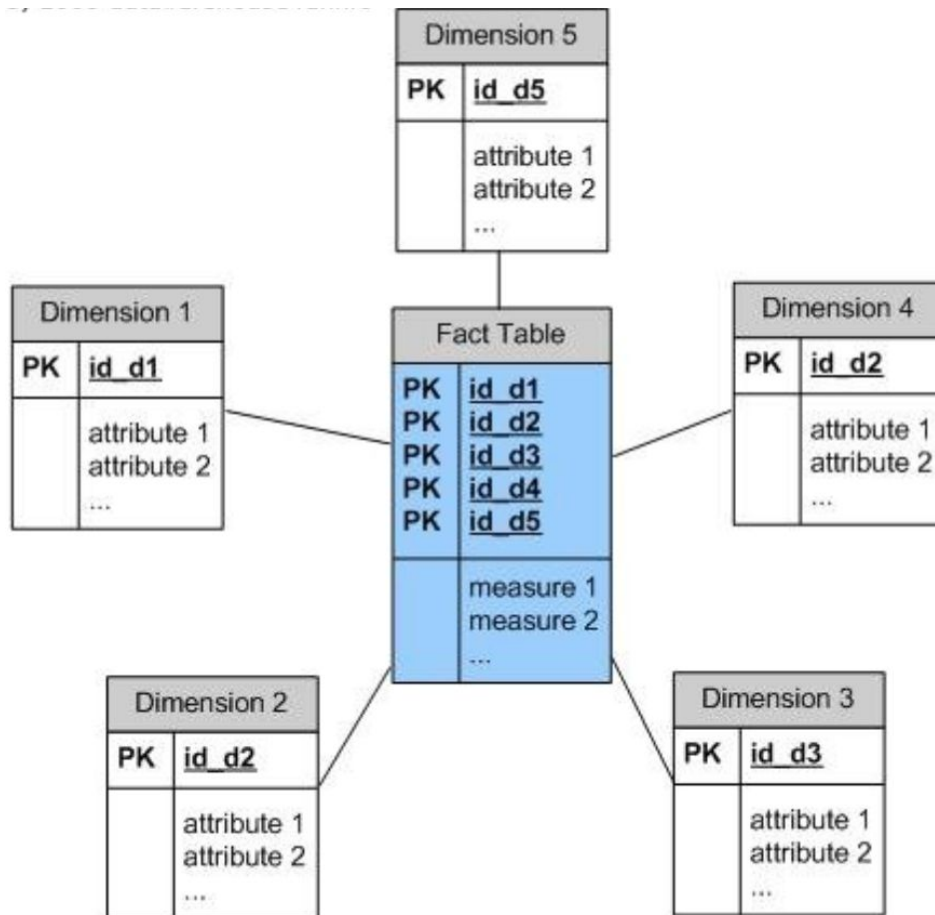 Dimension 5
PK id_d5
attribute 1
attribute 2
...
Dimension 1
PK id_d1
attribute 1
attribute 2
...
Fact Table
PK id_d1
PK id_d2
PK id_d3
PK id_d4
PK id_d5
measure 1
measure 2
...
Dimension 4
PK id_d2
attribute 1
attribute 2
...
Dimension 2
PK id_d2
attribute 1
attribute 2
...
Dimension 3
PK id_d3
attribute 1
attribute 2
...